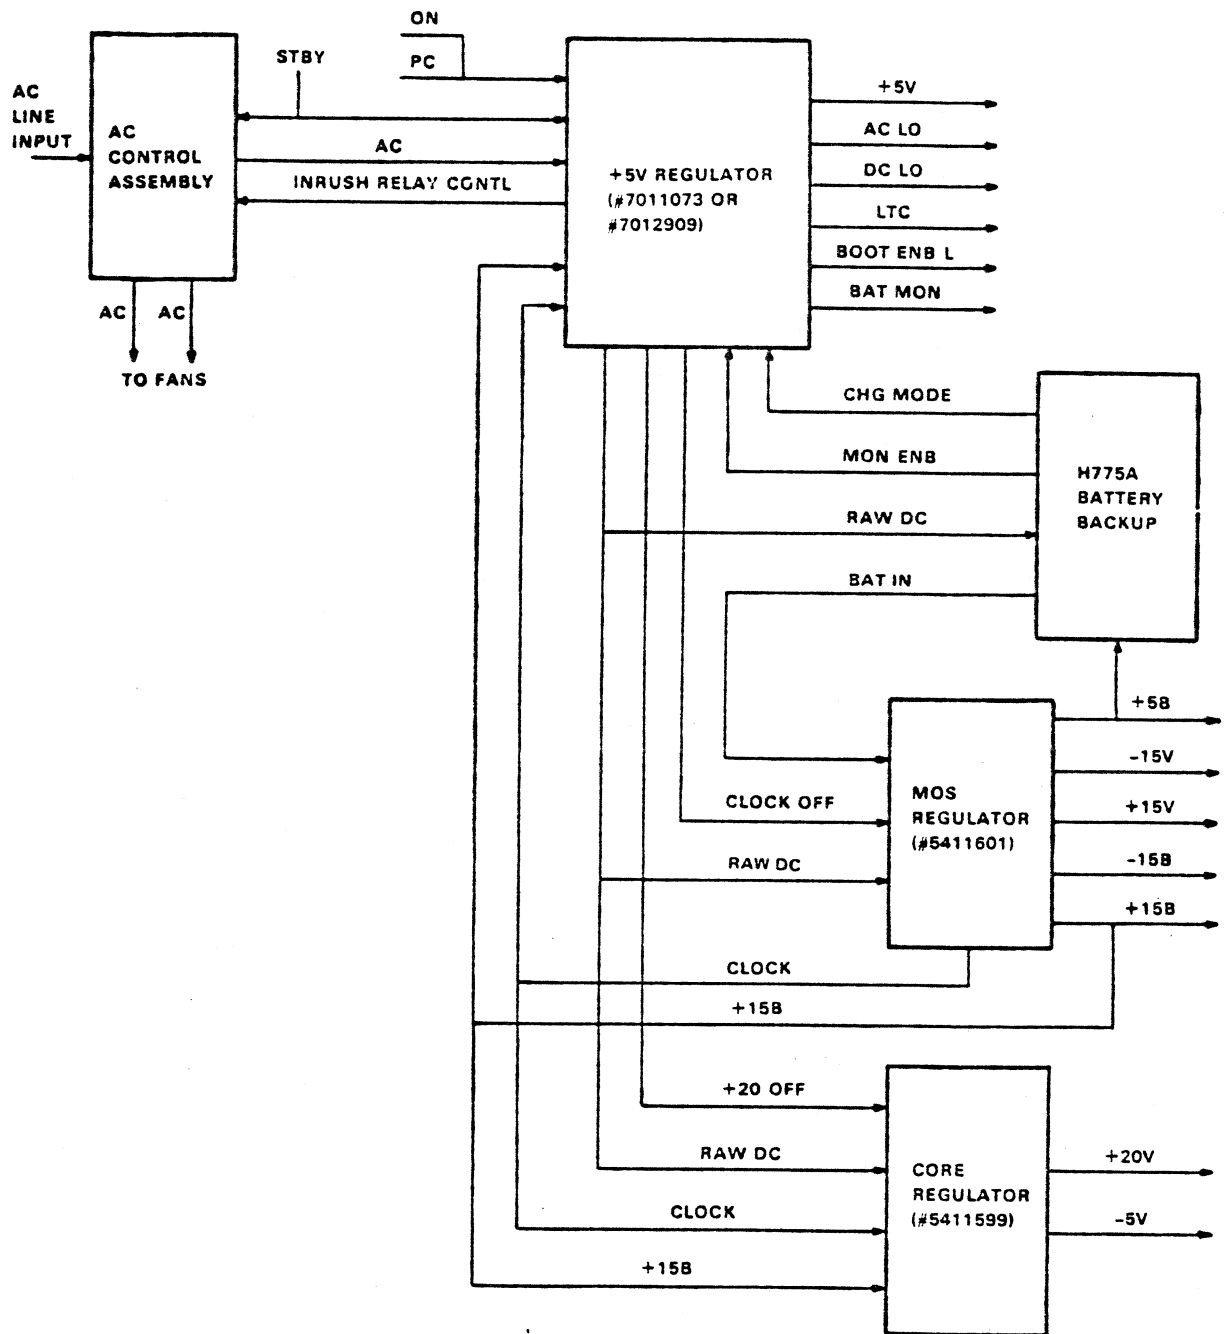 ON
PC
STBY
AC
LINE
INPUT
AC
CONTROL
ASSEMBLY
AC
INRUSH RELAY CONTL
AC
AC
TO FANS
+5V REGULATOR
(#7011073 OR
#7012909)
+5V
AC LO
DC LO
LTC
BOOT ENB L
BAT MON
CHG MODE
MON ENB
RAW DC
BAT IN
H775A
BATTERY
BACKUP
CLOCK OFF
RAW DC
MOS
REGULATOR
(#5411601)
+5B
-15V
+15V
-15B
+15B
CLOCK
+15B
+20 OFF
RAW DC
CLOCK
+15B
CORE
REGULATOR
(#5411599)
+20V
-5V